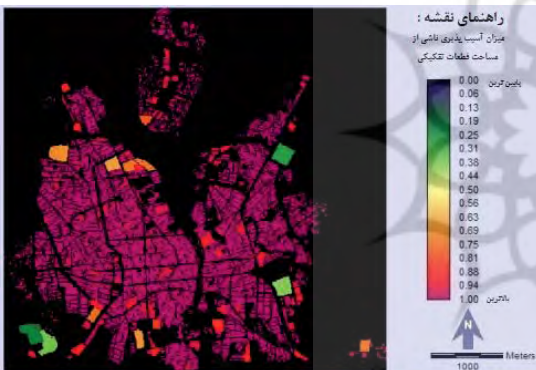 راهنمای نقشه :
میزان آسیب پذیری ناشی از
مساحت قطعات تفکیکی
0.00 پایین ترین
0.06
0.13
0.19
0.25
0.31
0.38
0.44
0.50
0.56
0.63
0.69
0.75
0.81
0.88
0.94
1.00 بالاترین
N
Meters
1000